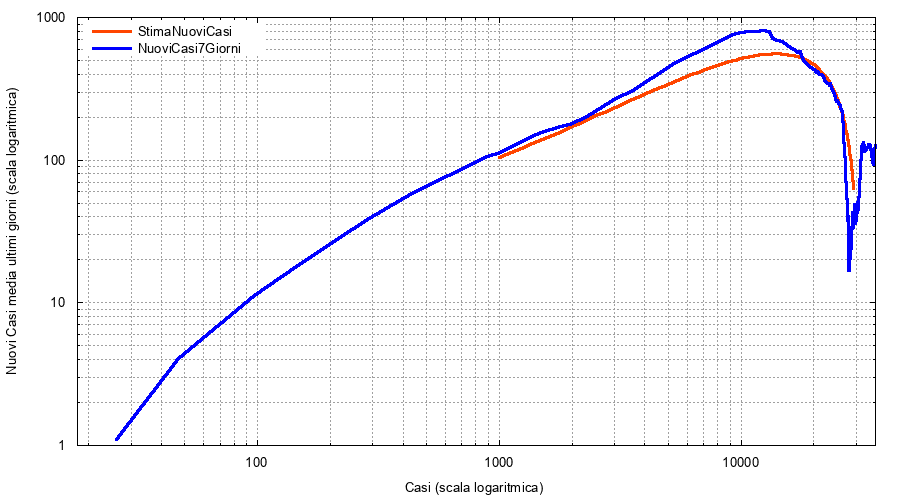 StimaNuoviCasi
NuoviCasi7Giorni
1000
100
10
1
100
1000
10000
Nuovi Casi media ultimi giorni (scala logaritmica)
Casi (scala logaritmica)